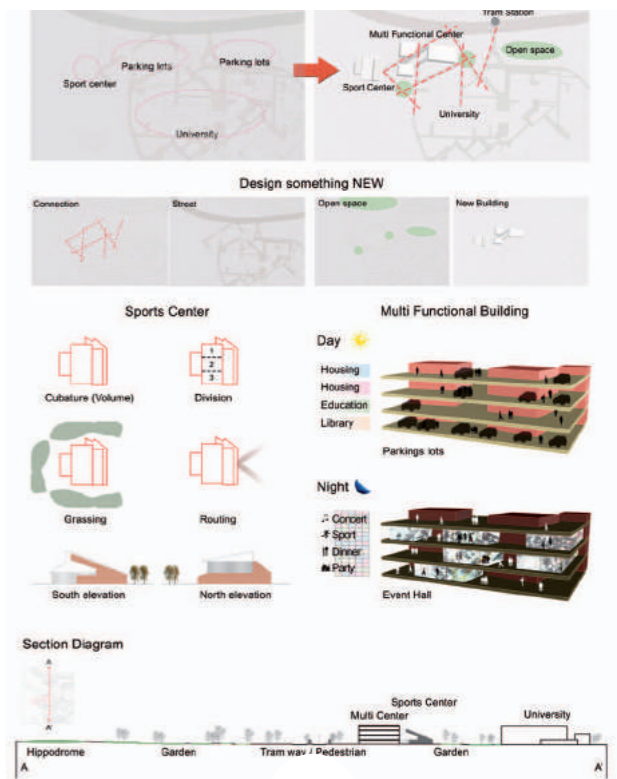 Tram Station
Multi Functional Center
Open space
Parking lots
Parking lots
Sport center
Sport Center
University
University
Design something NEW
Connection
Street
Open space
New Building
Sports Center
Multi Functional Building
Day
1
2
3
Housing
Housing
Education
Library
Cubature (Volume)
Division
Parkings lots
Night
Concert
Sport
Dinner
Party
Grassing
Routing
South elevation
North elevation
Event Hall
Section Diagram
A
A'
Sports Center
Multi Center
University
Hippodrome
Garden
Tram way / Pedestrian
Garden
A
A'